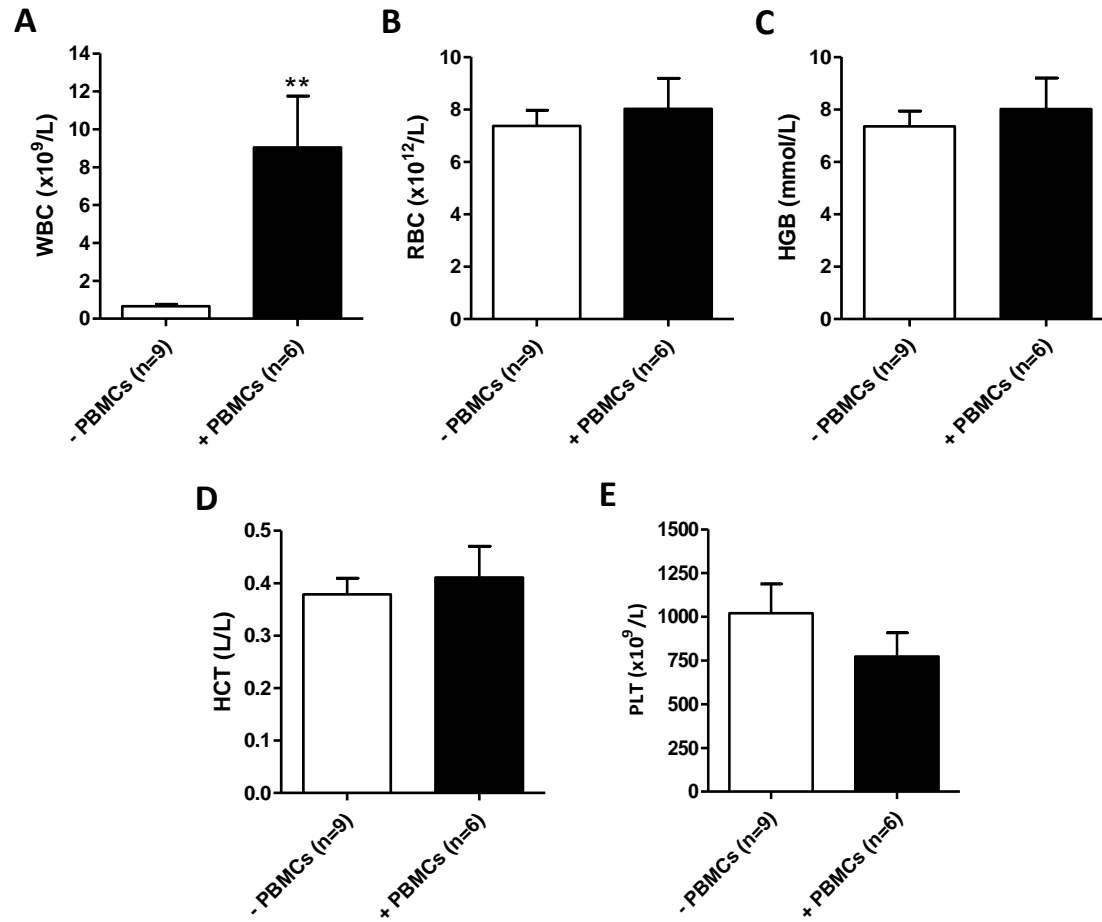 A
WBC (x10⁹/L)
14
12
10
8
6
4
2
0
**
- PBMCs (n=9)
+ PBMCs (n=6)
B
RBC (x10¹²/L)
10
8
6
4
2
0
- PBMCs (n=9)
+ PBMCs (n=6)
C
HGB (mmol/L)
10
8
6
4
2
0
- PBMCs (n=9)
+ PBMCs (n=6)
D
HCT (L/L)
0.5
0.4
0.3
0.2
0.1
0.0
- PBMCs (n=9)
+ PBMCs (n=6)
E
PLT (x10⁹/L)
1500
1250
1000
750
500
250
0
- PBMCs (n=9)
+ PBMCs (n=6)